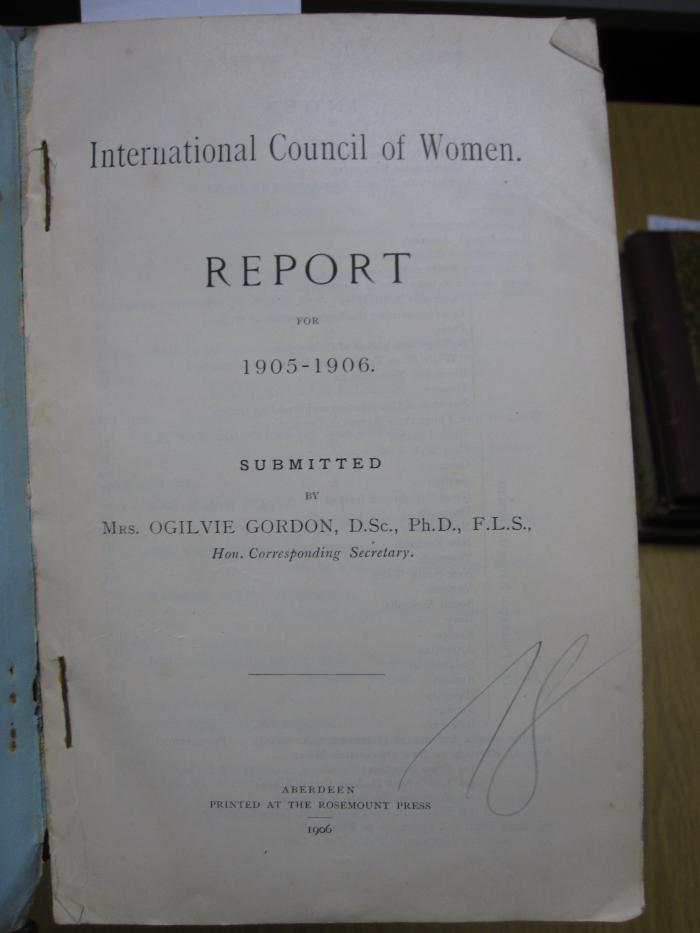 International Council of Women.
REPORT
FOR
1905-1906.
SUBMITTED
BY
MRS. OGILVIE GORDON, D.Sc., Ph.D., F.L.S.,
Hon. Corresponding Secretary.
18
ABERDEEN
PRINTED AT THE ROSEMOUNT PRESS
1906